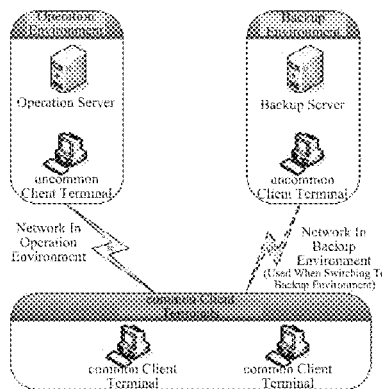 Operation
Environment
Operation Server
uncommon
Client Terminal
Backup
Environment
Backup Server
uncommon
Client Terminal
Network In
Operation
Environment
Network In
Backup
Environment
(Used When Switching To
Backup Environment)
common Client
Terminals
common Client
Terminal
common Client
Terminal